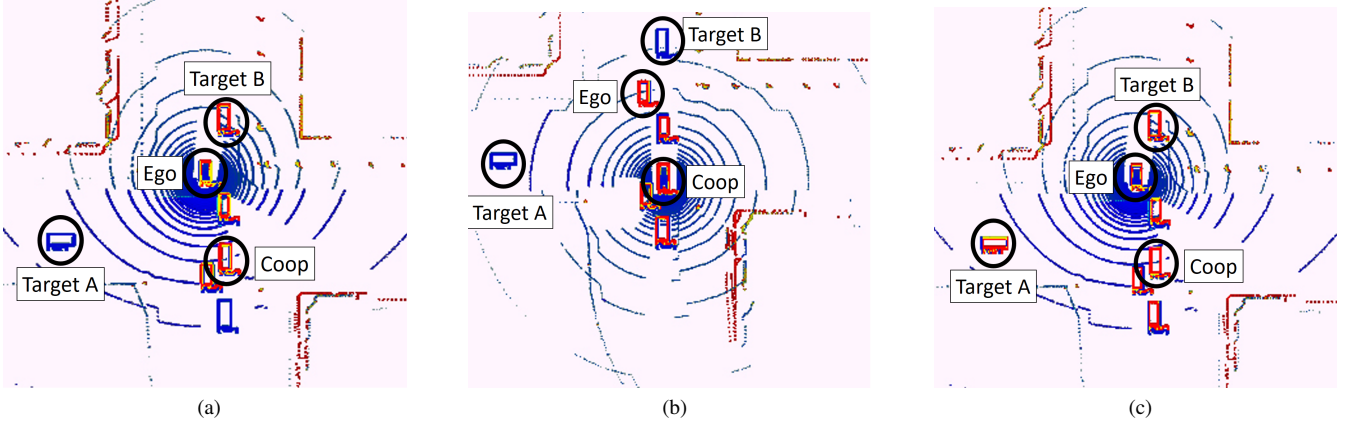 Target B
Ego
Coop
Target A
(a)
Target B
Ego
Coop
Target A
(b)
Target B
Ego
Coop
Target A
(c)